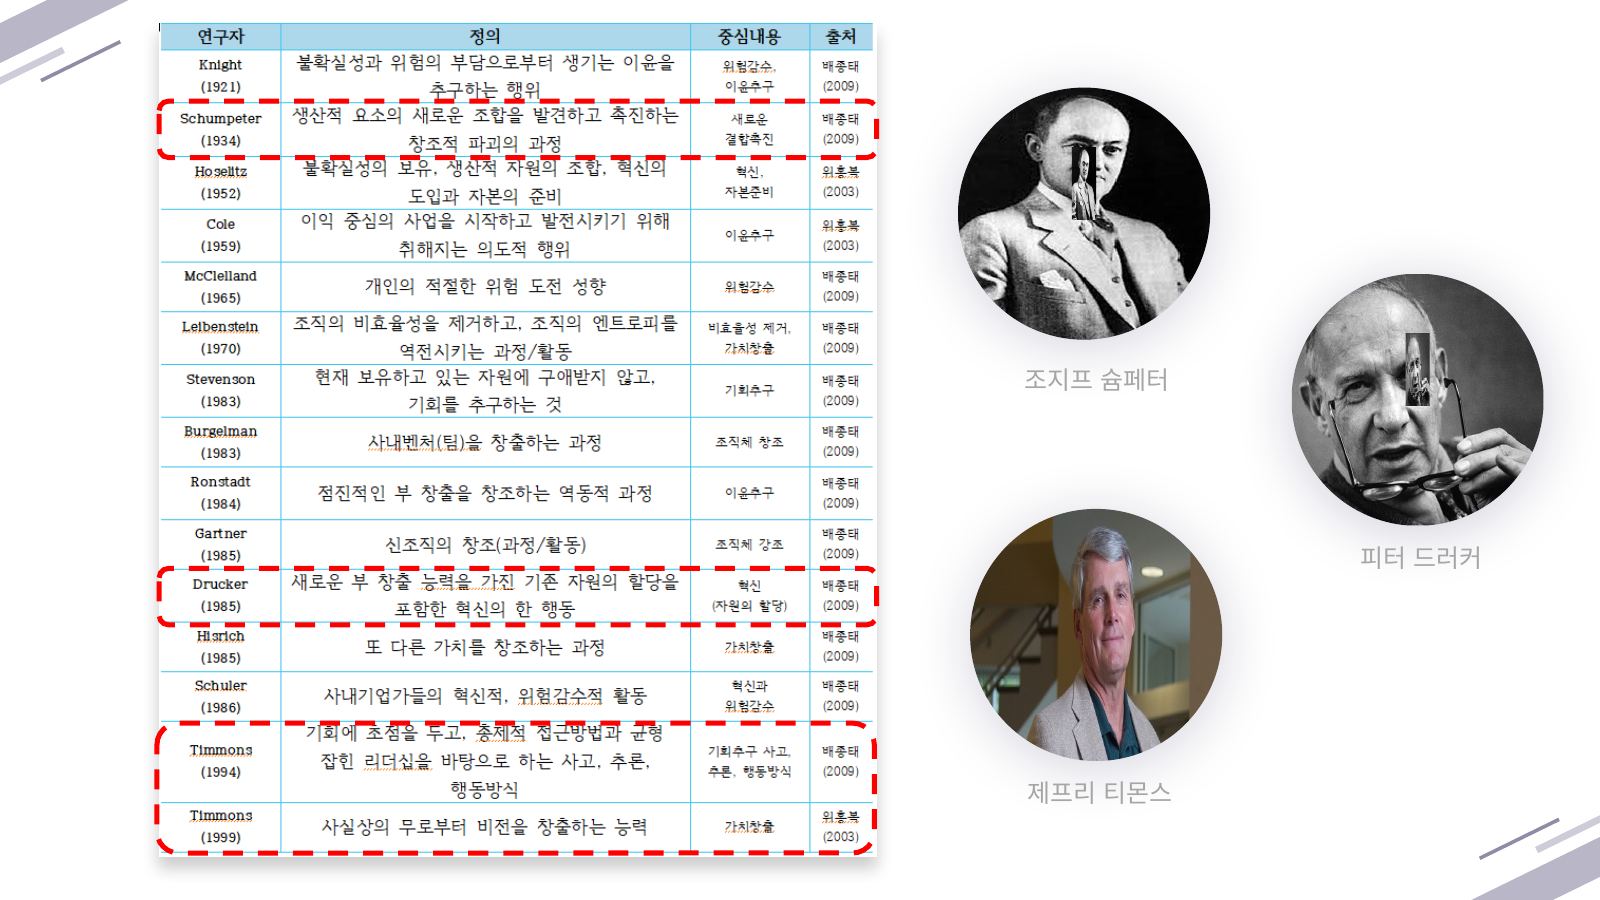 연구자 정의 중심내용 출처
Knight (1921) 불확실성과 위험의 부담으로부터 생기는 이윤을 추구하는 행위 위험감수, 이윤추구 배종태 (2009)
Schumpeter (1934) 생산적 요소의 새로운 조합을 발견하고 촉진하는 창조적 파괴의 과정 새로운 결합촉진 배종태 (2009)
Hoselitz (1952) 불확실성의 보유, 생산적 자원의 조합, 혁신의 도입과 자본의 준비 혁신, 자본준비 위홍복 (2003)
Cole (1959) 이익 중심의 사업을 시작하고 발전시키기 위해 취해지는 의도적 행위 이윤추구 위홍복 (2003)
McClelland (1965) 개인의 적절한 위험 도전 성향 위험감수 배종태 (2009)
Leibenstein (1970) 조직의 비효율성을 제거하고, 조직의 엔트로피를 역전시키는 과정/활동 비효율성 제거, 가치창출 배종태 (2009)
Stevenson (1983) 현재 보유하고 있는 자원에 구애받지 않고, 기회를 추구하는 것 기회추구 배종태 (2009)
Burgelman (1983) 사내벤처(팀)을 창출하는 과정 조직체 창조 배종태 (2009)
Ronstadt (1984) 점진적인 부 창출을 창조하는 역동적 과정 이윤추구 배종태 (2009)
Gartner (1985) 신조직의 창조(과정/활동) 조직체 강조 배종태 (2009)
Drucker (1985) 새로운 부 창출 능력을 가진 기존 자원의 할당을 포함한 혁신의 한 행동 혁신 (자원의 할당) 배종태 (2009)
Hisrich (1985) 또 다른 가치를 창조하는 과정 가치창출 배종태 (2009)
Schuler (1986) 사내기업가들의 혁신적, 위험감수적 활동 혁신과 위험감수 배종태 (2009)
Timmons (1994) 기회에 초점을 두고, 총체적 접근방법과 균형 잡힌 리더십을 바탕으로 하는 사고, 추론, 행동방식 기회추구 사고, 추론, 행동방식 배종태 (2009)
Timmons (1999) 사실상의 무로부터 비전을 창출하는 능력 가치창출 위홍복 (2003)
조지프 슘페터
피터 드러커
제프리 티몬스